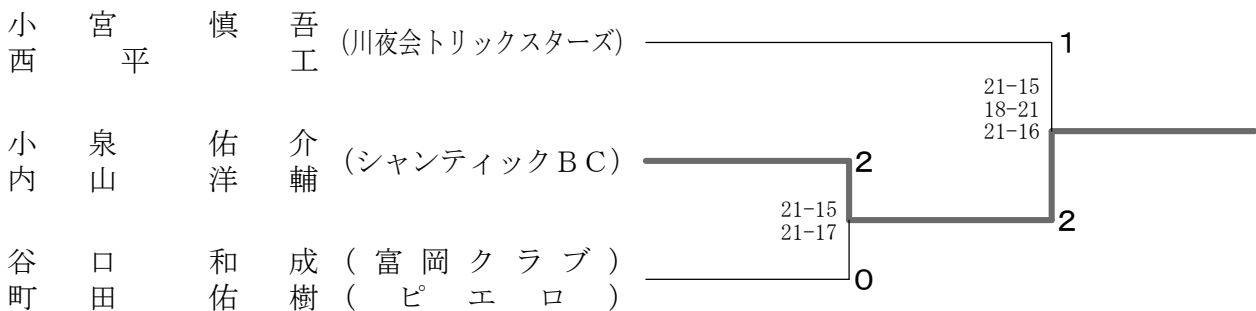 小宮 慎吾 (川夜会トリックスターズ) 1
西平 工
21-15
18-21
21-16
小泉 佑介 (シャンティックＢＣ) 2
内山 洋輔
2
21-15
21-17
谷口 和成 (富岡クラブ) 0
町田 佑樹 (ピエロ)